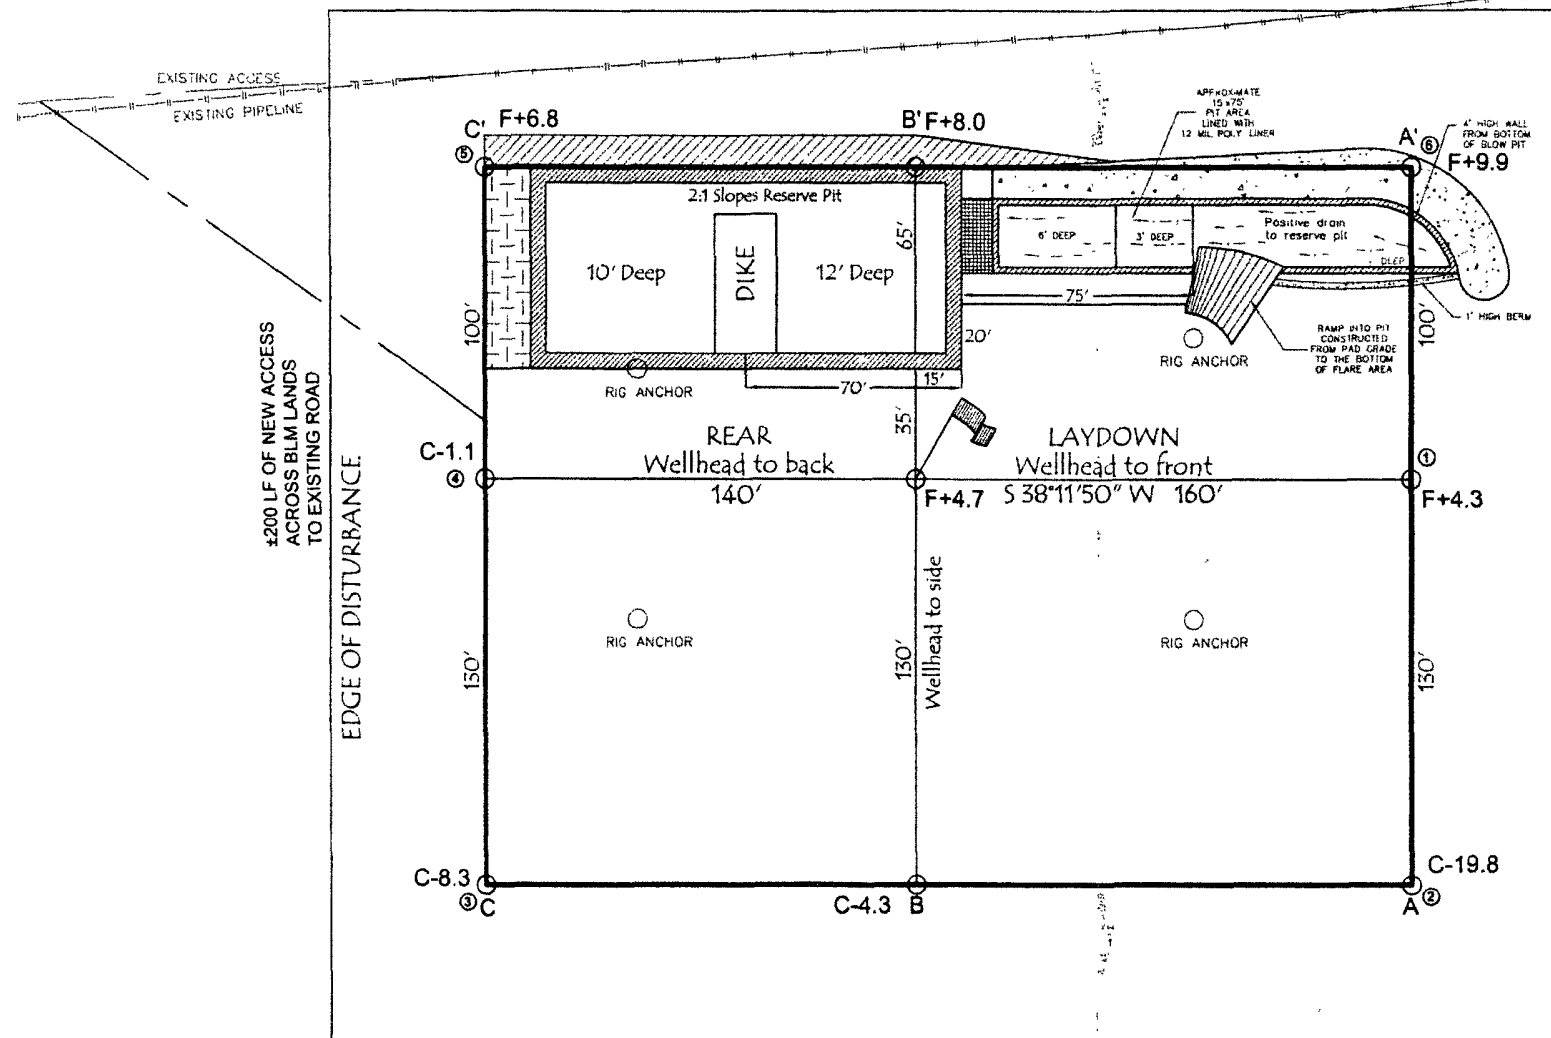 EXISTING ACCESS
EXISTING PIPELINE
C'
F+6.8
B'
F+8.0
APPROXIMATE
15'x75'
PIT AREA
LINED WITH
12 MIL POLY LINER
4' HIGH WALL
FROM BOTTOM
OF BLOW PIT
A'
⑥
F+9.9
⑤
2:1 Slopes Reserve Pit
65'
6' DEEP
3' DEEP
Positive drain
to reserve pit
DEEP
10' Deep
DIKE
12' Deep
75'
100'
20'
100'
1' HIGH BERM
RIG ANCHOR
RAMP INTO PIT
CONSTRUCTED
FROM PAD GRADE
TO THE BOTTOM
OF FLARE AREA
RIG ANCHOR
70'
15'
35'
±200 LF OF NEW ACCESS
ACROSS BLM LANDS
TO EXISTING ROAD
EDGE OF DISTURBANCE
C-1.1
④
REAR
Wellhead to back
140'
LAYDOWN
Wellhead to front
S 38°11'50" W 160'
①
F+4.7
F+4.3
RIG ANCHOR
RIG ANCHOR
130'
130'
Wellhead to side
130'
C-8.3
③
C
C-4.3
B
C-19.8
A
②